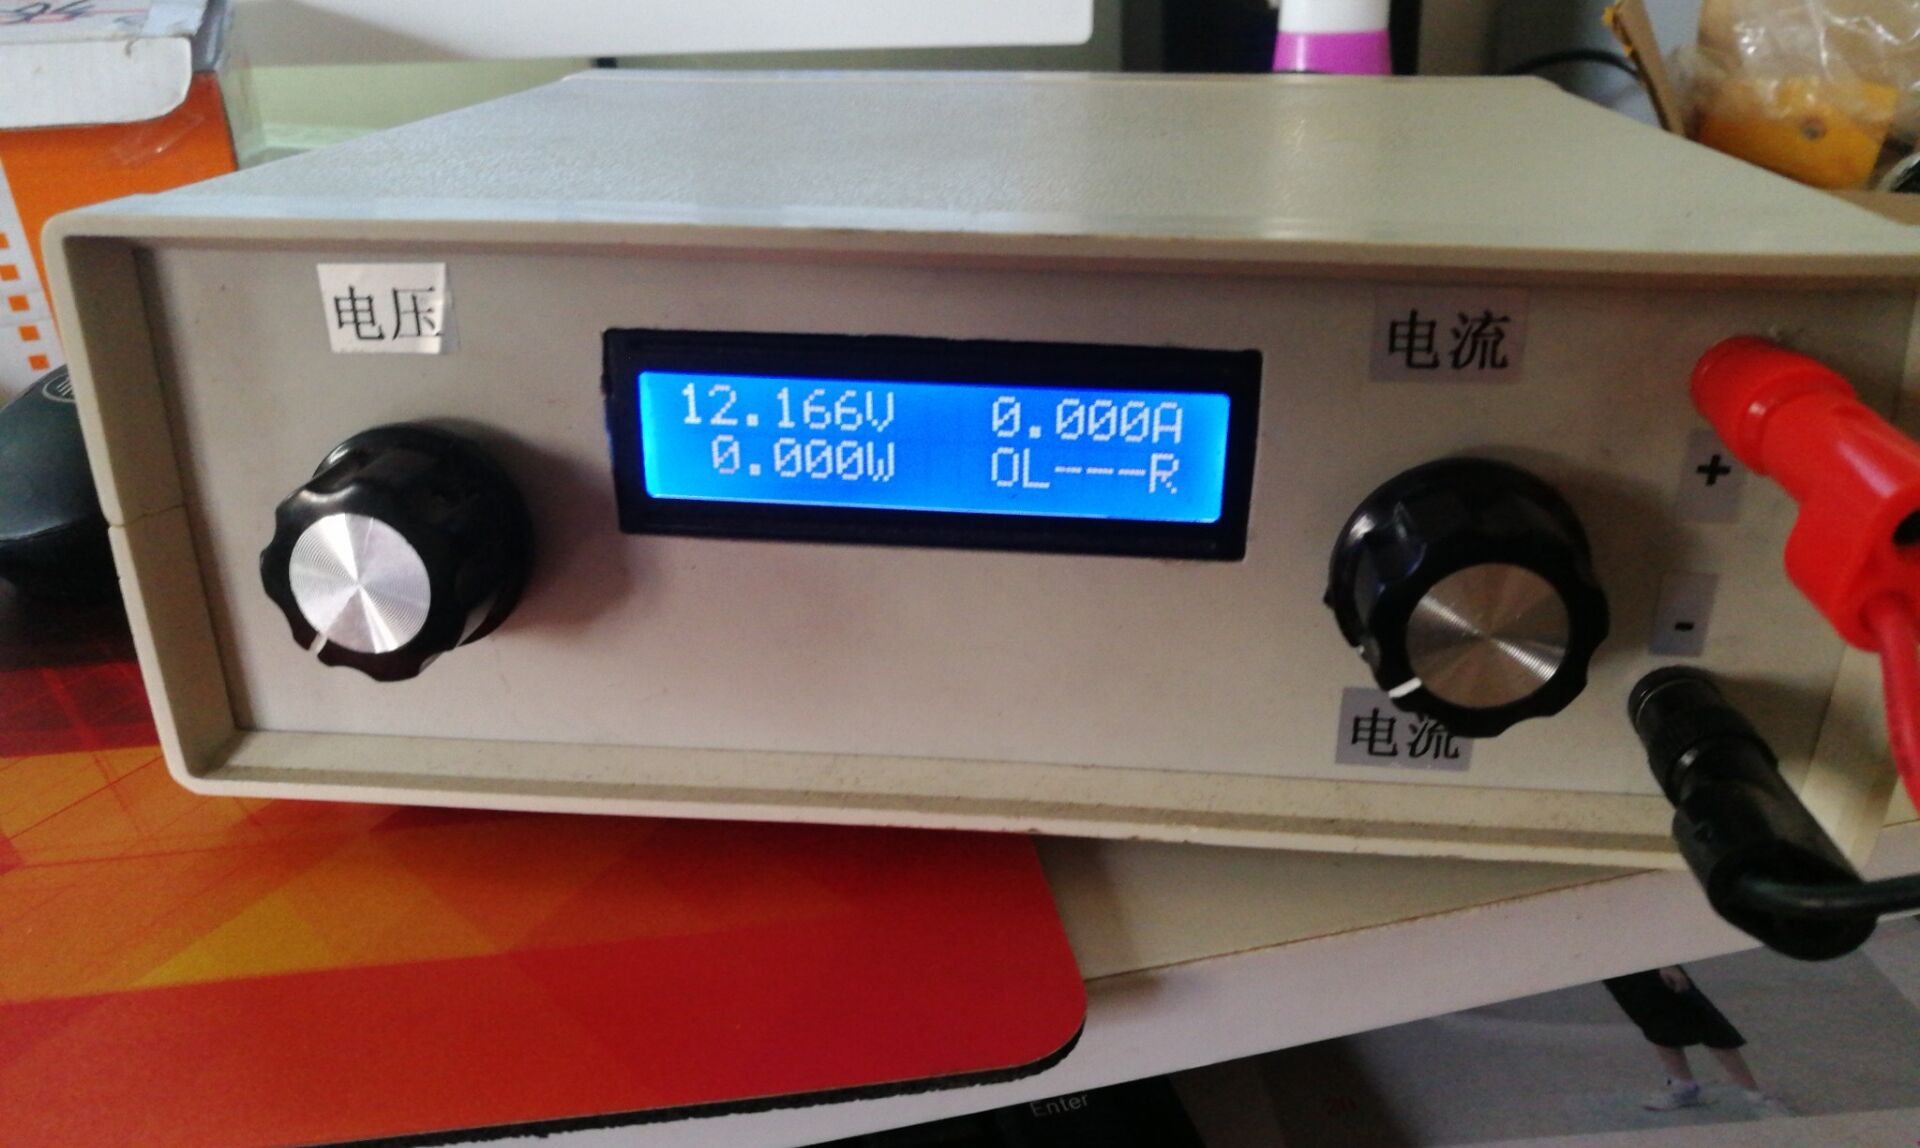 电压
电流
12.166V 0.000A
0.000W OL----R
+
-
电流
Enter